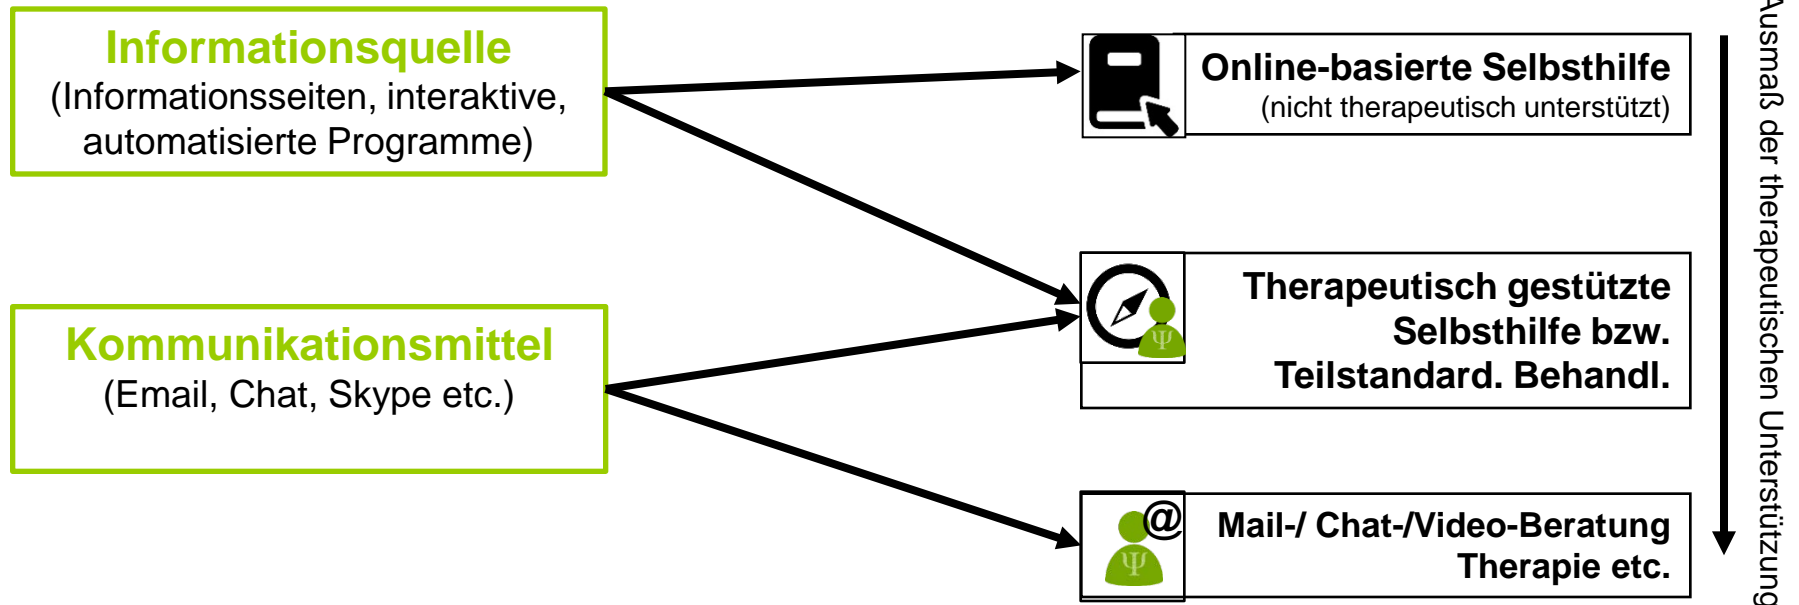 Informationsquelle
(Informationsseiten, interaktive,
automatisierte Programme)
Kommunikationsmittel
(Email, Chat, Skype etc.)
Online-basierte Selbsthilfe
(nicht therapeutisch unterstützt)
Ψ
Therapeutisch gestützte
Selbsthilfe bzw.
Teilstandard. Behandl.
@
Ψ
Mail-/ Chat-/Video-Beratung
Therapie etc.
Ausmaß der therapeutischen Unterstützung